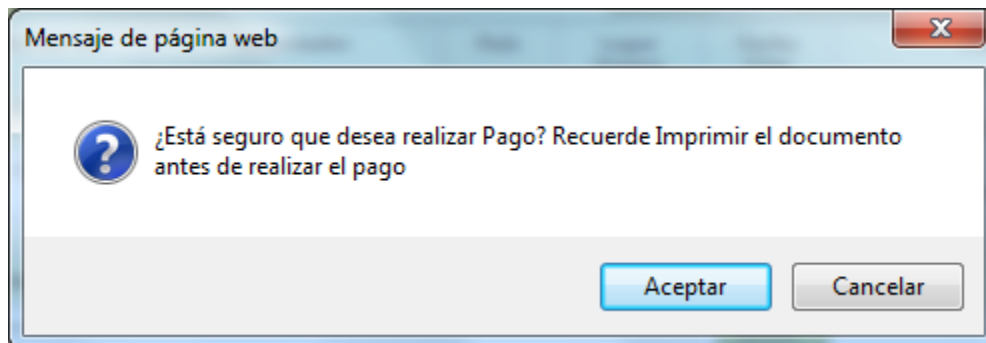 Mensaje de página web
¿Está seguro que desea realizar Pago? Recuerde Imprimir el documento
antes de realizar el pago
Aceptar
Cancelar